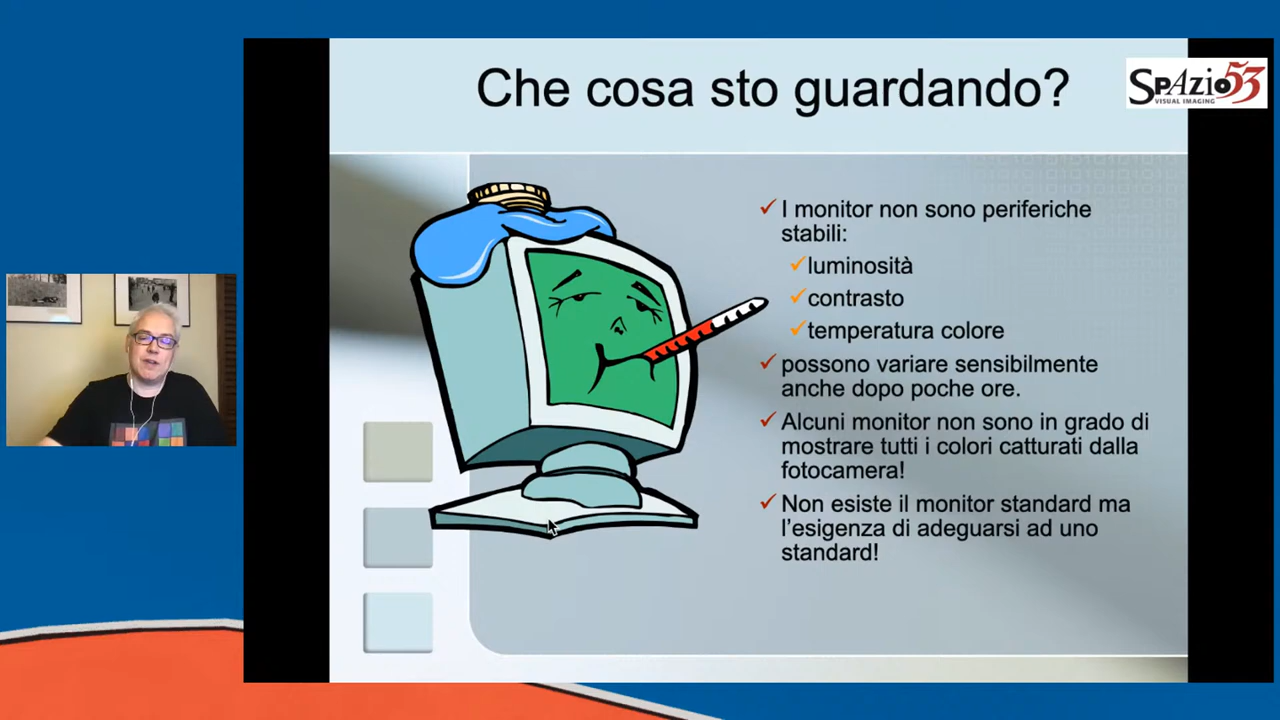 Che cosa sto guardando?
SPAZIO53
VISUAL IMAGING
I monitor non sono periferiche
stabili:
luminosità
contrasto
temperatura colore
possono variare sensibilmente
anche dopo poche ore.
Alcuni monitor non sono in grado di
mostrare tutti i colori catturati dalla
fotocamera!
Non esiste il monitor standard ma
l’esigenza di adeguarsi ad uno
standard!